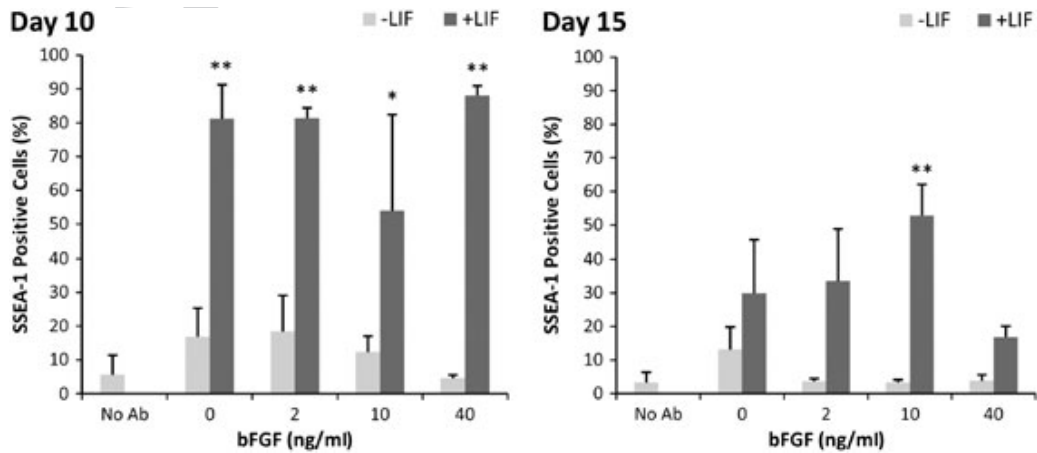 Day 10
-LIF +LIF
SSEA-1 Positive Cells (%)
100
90
80
70
60
50
40
30
20
10
0
** ** * **
No Ab 0 2 10 40
bFGF (ng/ml)
Day 15
-LIF +LIF
SSEA-1 Positive Cells (%)
100
90
80
70
60
50
40
30
20
10
0
**
No Ab 0 2 10 40
bFGF (ng/ml)